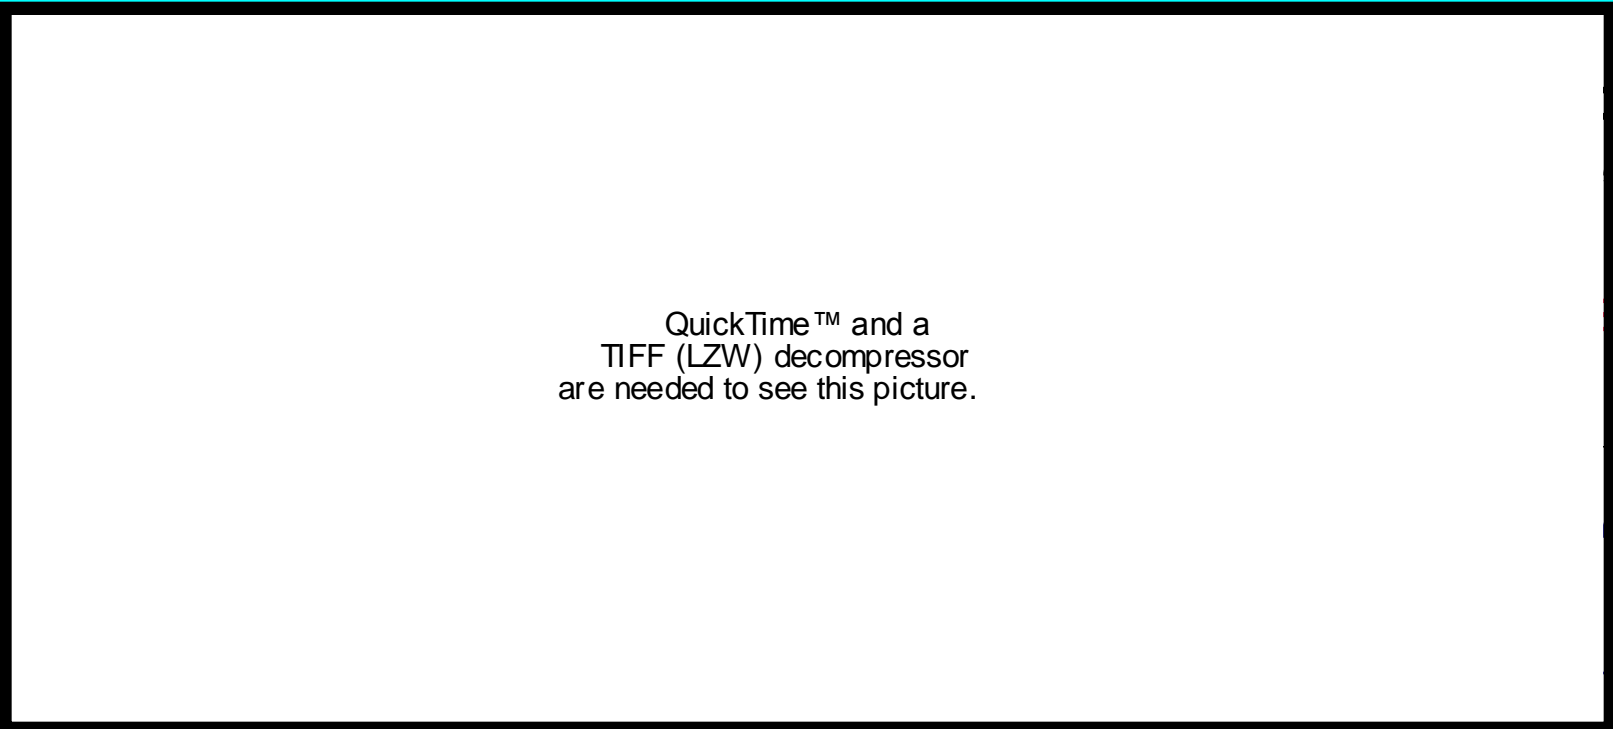 QuickTime™ and a
TIFF (LZW) decompressor
are needed to see this picture.